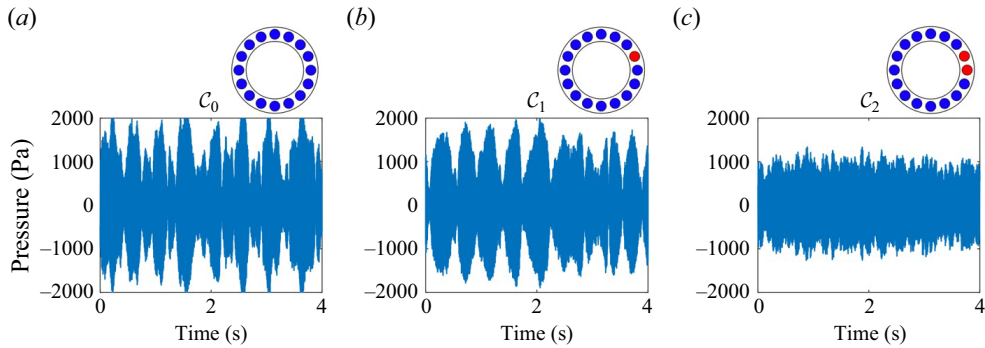 (a) (b) (c)
C0 C1 C2
2000 2000 2000
1000 1000 1000
Pressure (Pa) 0 0 0
–1000 –1000 –1000
–2000 –2000 –2000
0 2 4 0 2 4 0 2 4
Time (s) Time (s) Time (s)